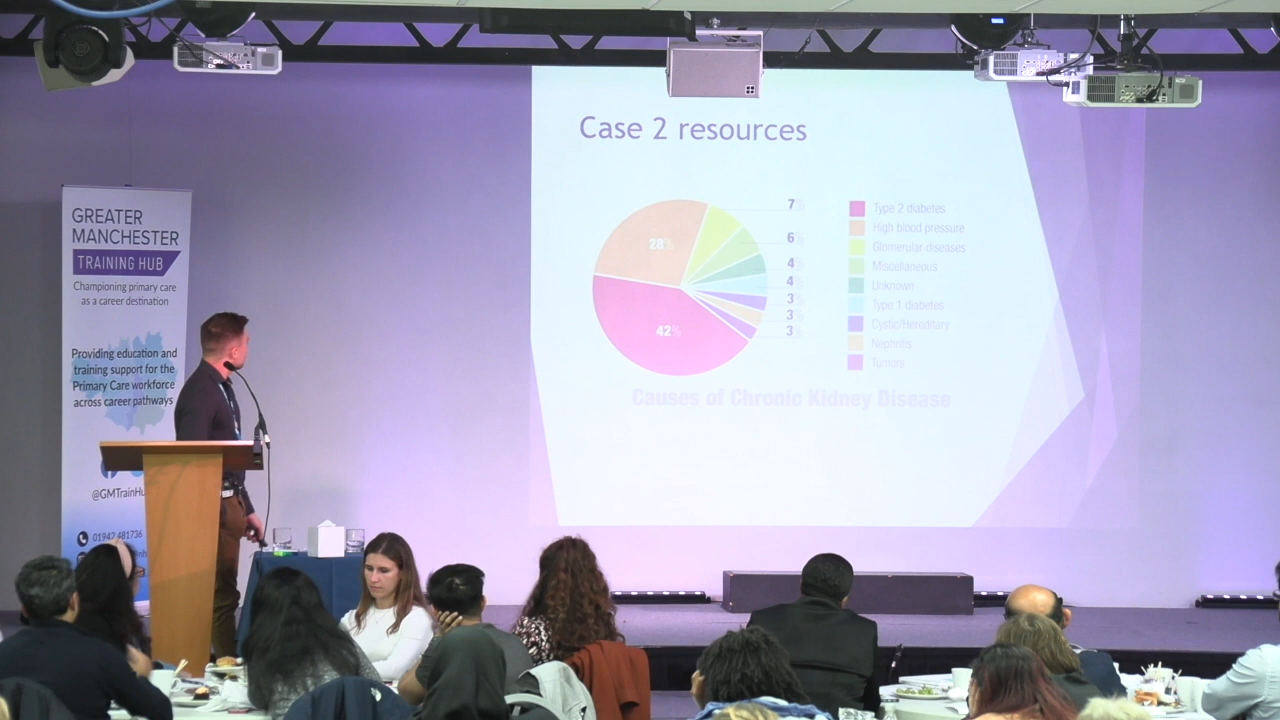 GREATER
MANCHESTER
TRAINING HUB
Championing primary care
as a career destination
Providing education and
training support for the
Primary Care workforce
across career pathways
@GMTrainHu
01942 481736
Case 2 resources
28%
42%
7%
6%
4%
4%
3%
3%
3%
Type 2 diabetes
High blood pressure
Glomerular diseases
Miscellaneous
Unknown
Type 1 diabetes
Cystic/Hereditary
Nephritis
Tumors
Causes of Chronic Kidney Disease